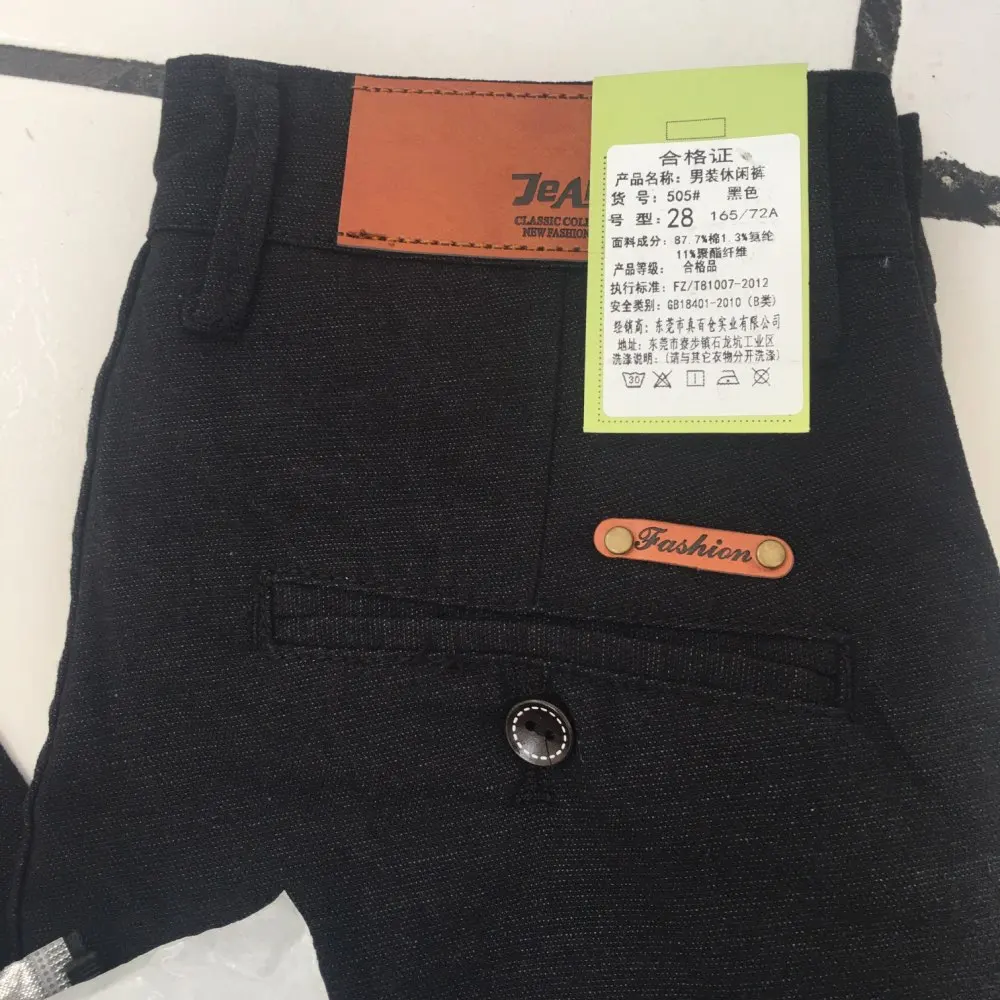 JeA
CLASSIC COL
NEW FASHION
合格证
产品名称: 男装休闲裤
货 号: 505# 黑色
号 型: 28 165/72A
面料成分: 87.7%棉1.3%氨纶
11%聚酯纤维
产品等级: 合格品
执行标准: FZ/T81007-2012
安全类别: GB18401-2010 (B类)
经销商: 东莞市真百仓实业有限公司
地址: 东莞市寮步镇石龙坑工业区
洗涤说明: (请与其它衣物分开洗涤)
30
Fashion